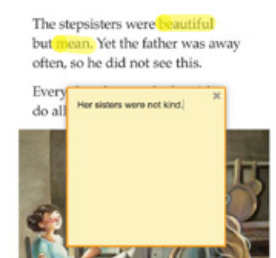 The stepsisters were beautiful
but mean. Yet the father was away
often, so he did not see this.
Every
do all
Her sisters were not kind.